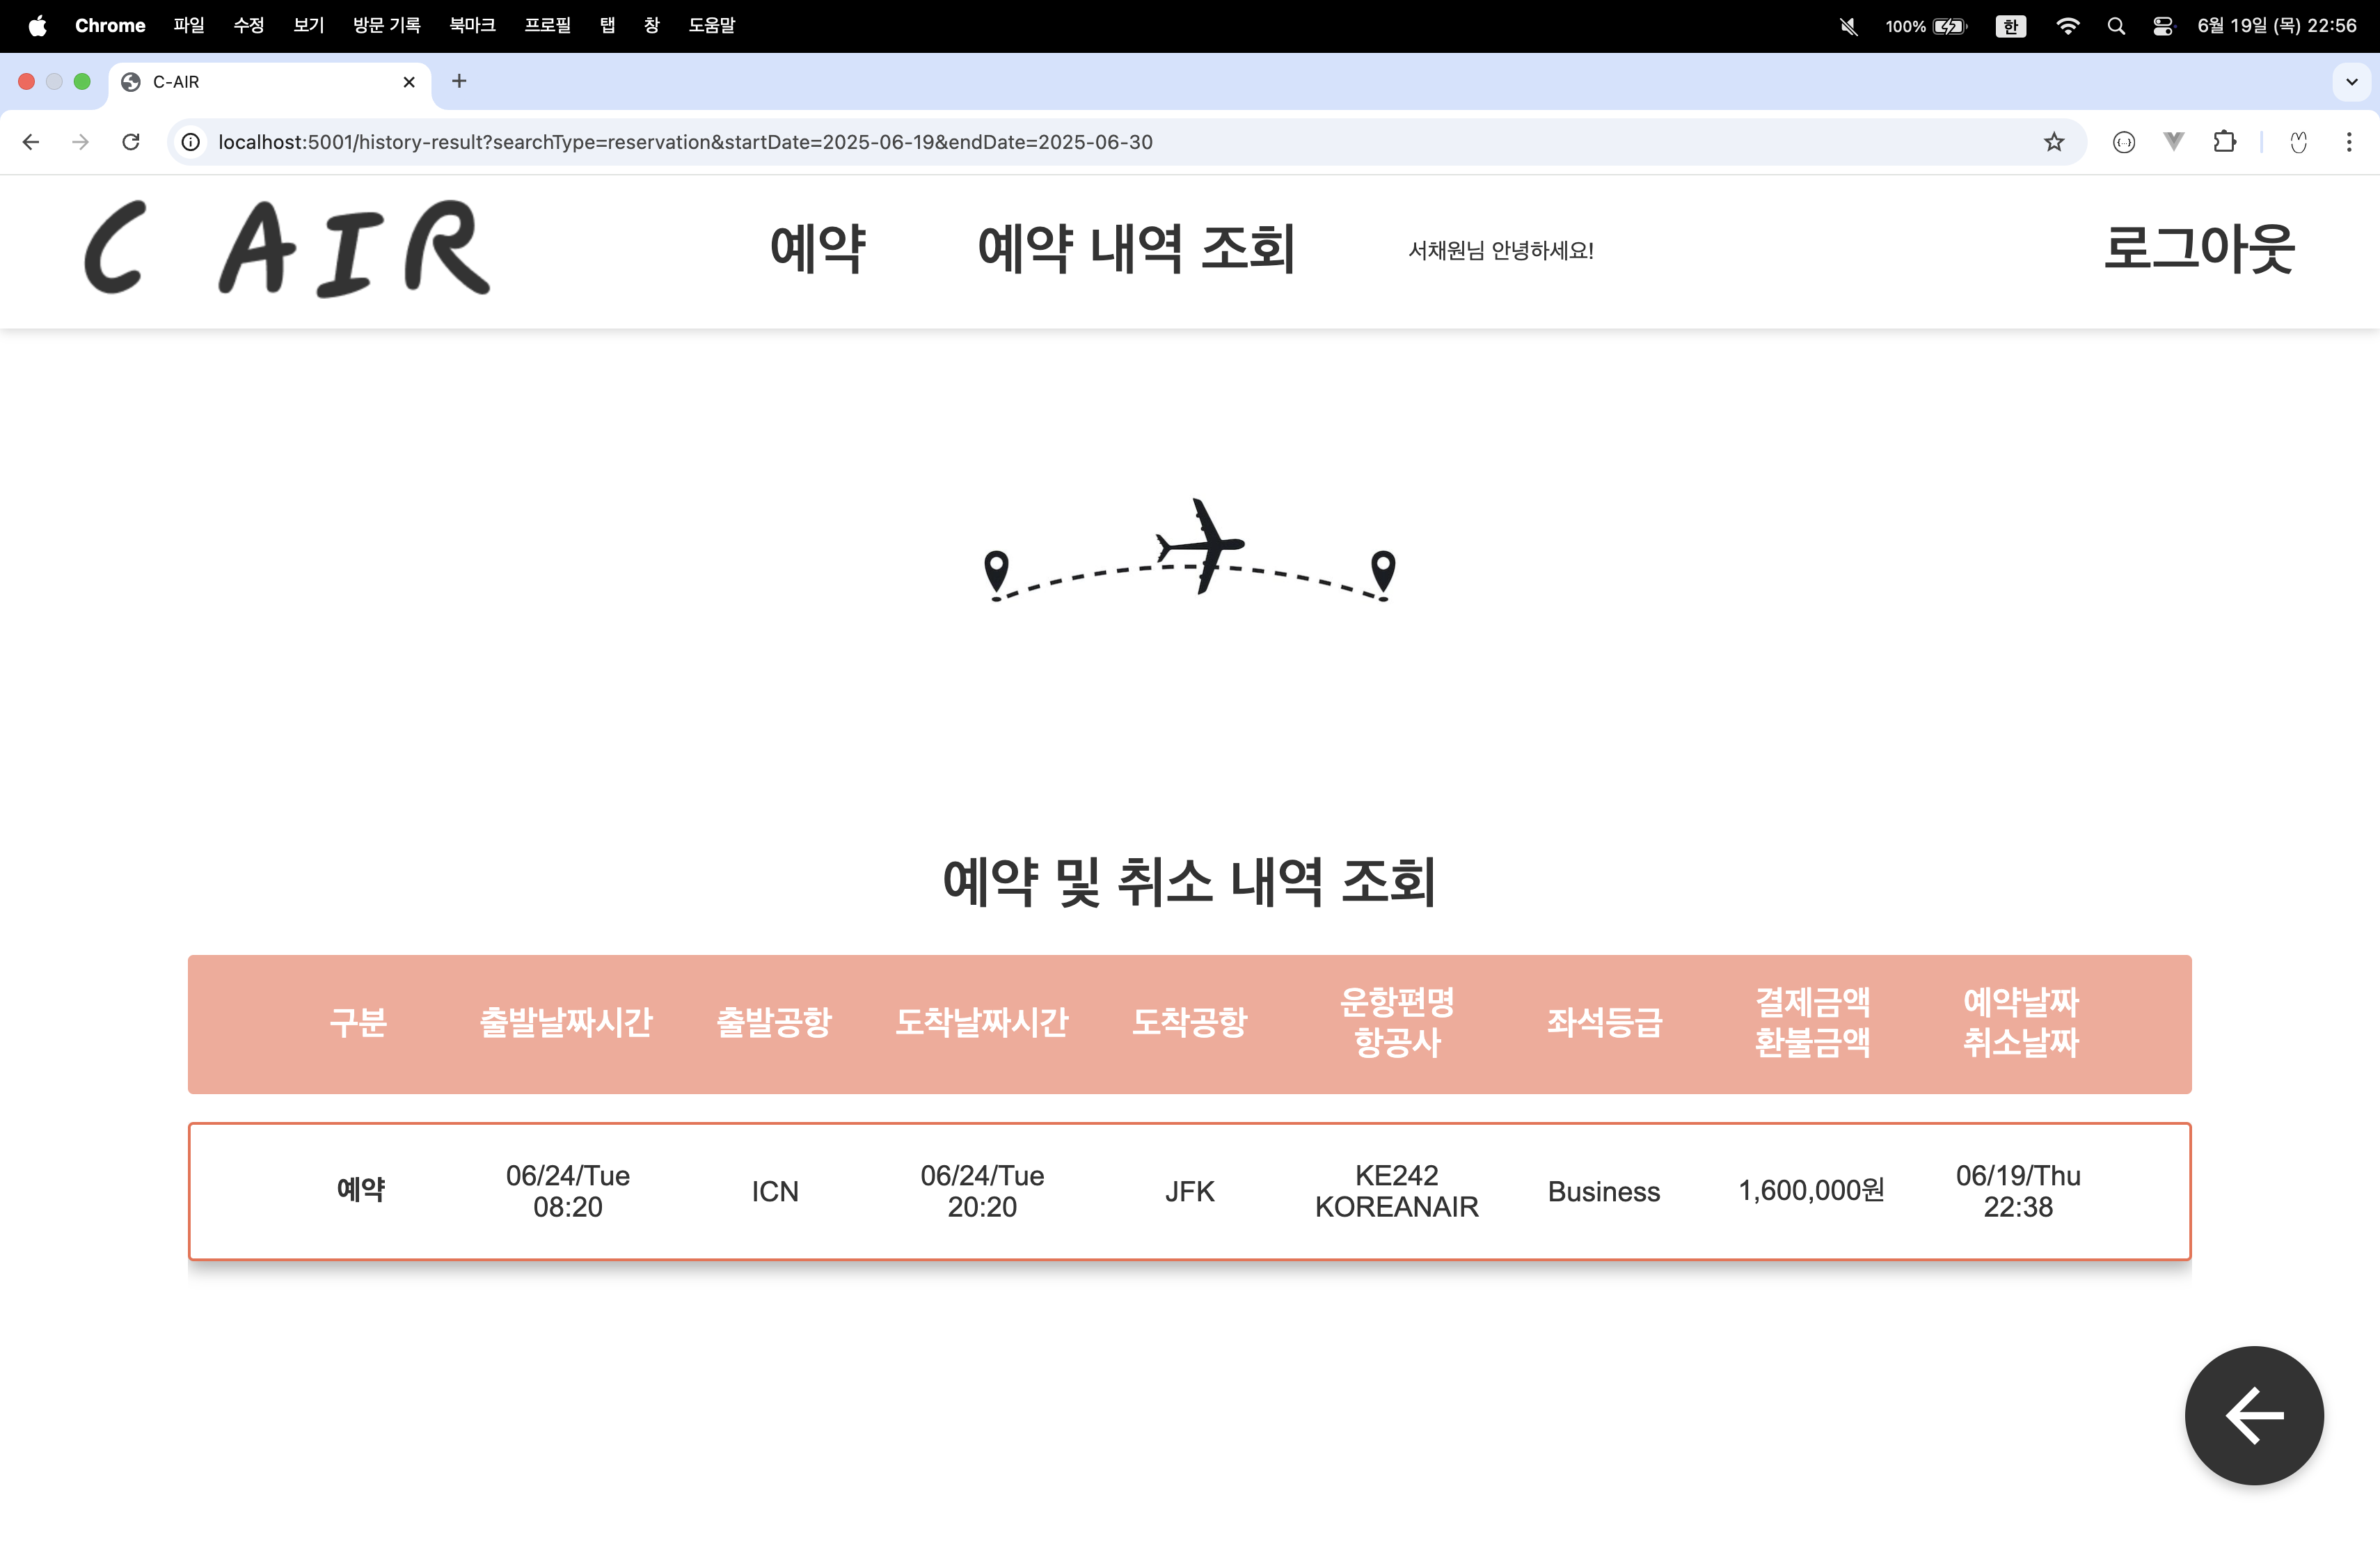 Chrome 파일 수정 보기 방문 기록 북마크 프로필 탭 창 도움말 100% 한 6월 19일 (목) 22:56
C-AIR
localhost:5001/history-result?searchType=reservation&startDate=2025-06-19&endDate=2025-06-30
C AIR 예약 예약 내역 조회 서채원님 안녕하세요! 로그아웃
예약 및 취소 내역 조회
구분 출발날짜시간 출발공항 도착날짜시간 도착공항 운항편명 좌석등급 결제금액 예약날짜
항공사 환불금액 취소날짜
예약 06/24/Tue ICN 06/24/Tue JFK KE242 Business 1,600,000원 06/19/Thu
08:20 20:20 KOREANAIR 22:38